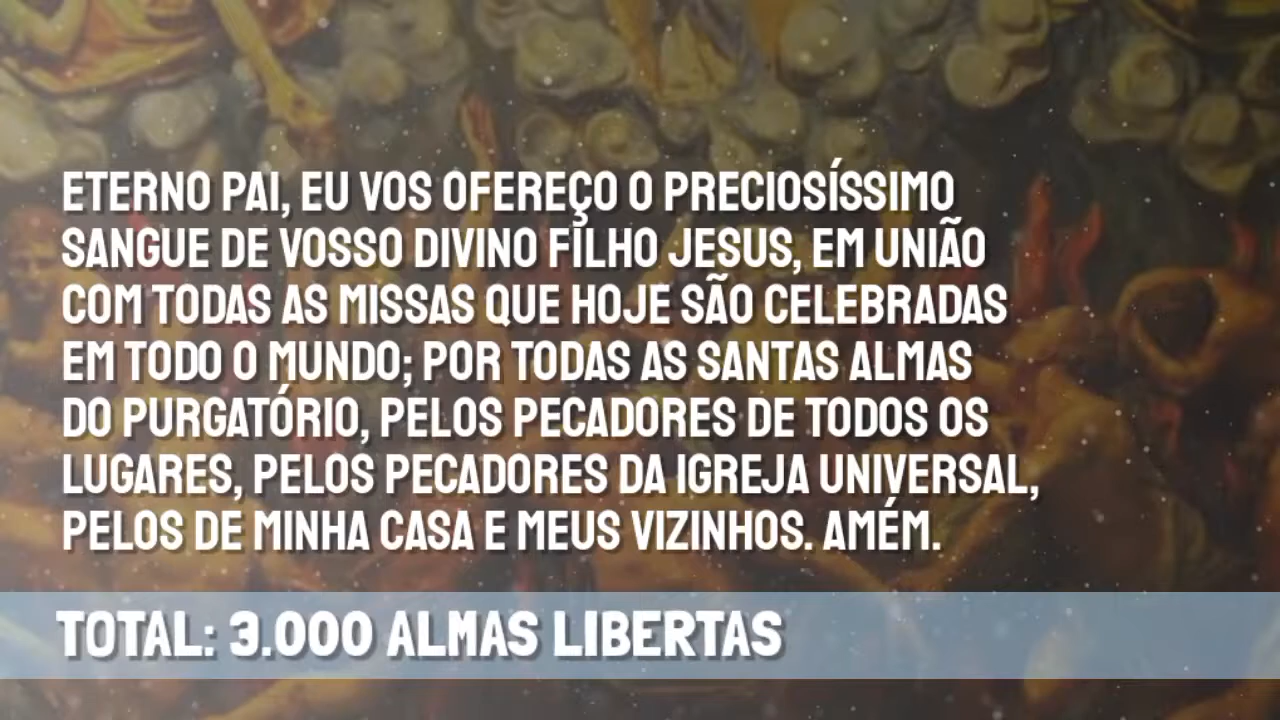 ETERNO PAI, EU VOS OFEREÇO O PRECIOSÍSSIMO
SANGUE DE VOSSO DIVINO FILHO JESUS, EM UNIÃO
COM TODAS AS MISSAS QUE HOJE SÃO CELEBRADAS
EM TODO O MUNDO; POR TODAS AS SANTAS ALMAS
DO PURGATÓRIO, PELOS PECADORES DE TODOS OS
LUGARES, PELOS PECADORES DA IGREJA UNIVERSAL,
PELOS DE MINHA CASA E MEUS VIZINHOS. AMÉM.
TOTAL: 3.000 ALMAS LIBERTAS